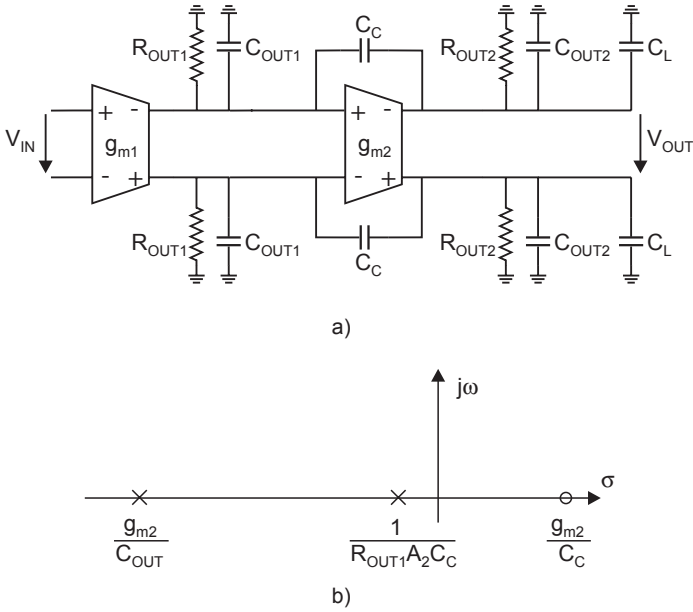 R_OUT1 C_OUT1 C_C R_OUT2 C_OUT2 C_L
V_IN + - g_m1 - + + - g_m2 - + V_OUT
R_OUT1 C_OUT1 C_C R_OUT2 C_OUT2 C_L
a)
jω
σ
g_m2 1 g_m2
C_OUT R_OUT1A_2C_C C_C
b)